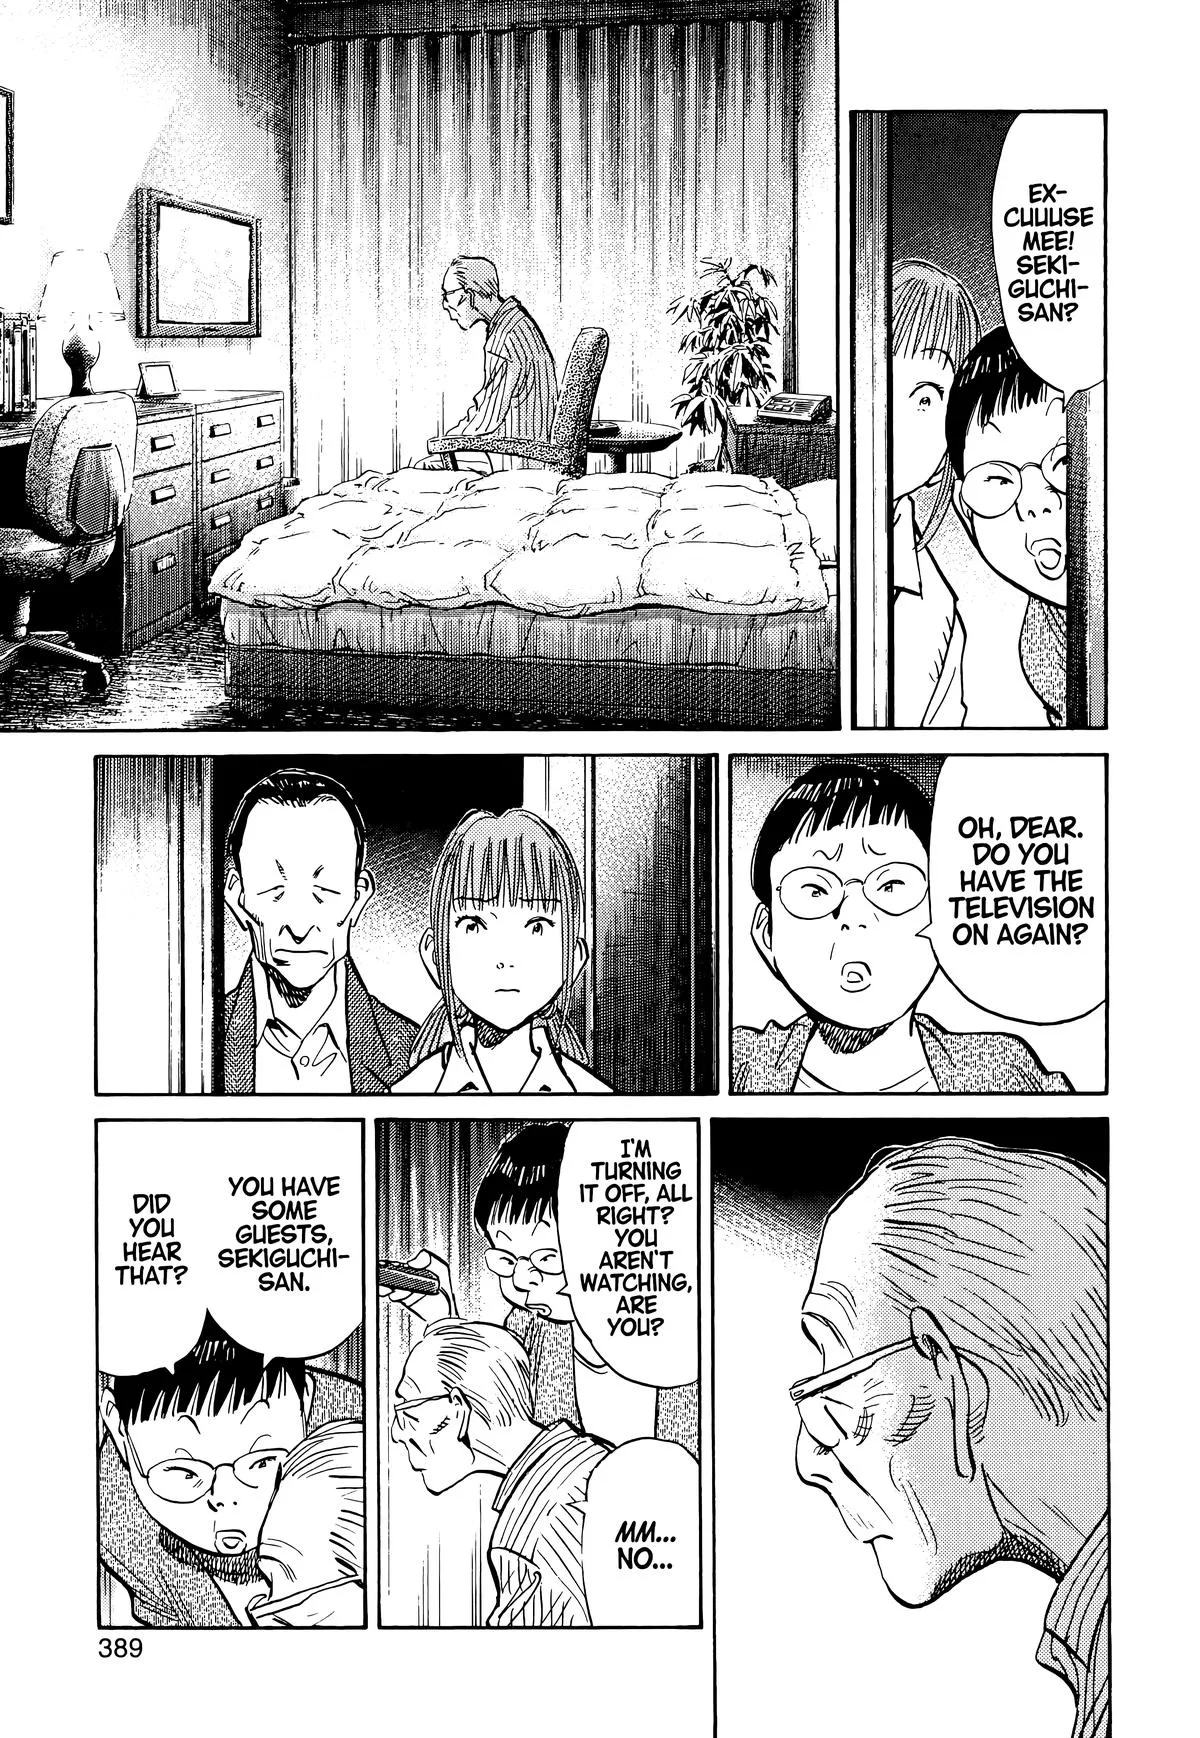 EX-
CUUUSE
MEE!
SEKI-
GUCHI-
SAN?
OH, DEAR.
DO YOU
HAVE THE
TELEVISION
ON AGAIN?
DID
YOU
HEAR
THAT?
YOU HAVE
SOME
GUESTS,
SEKIGUCHI-
SAN.
I'M
TURNING
IT OFF, ALL
RIGHT?
YOU
AREN'T
WATCHING,
ARE
YOU?
MM...
NO...
389